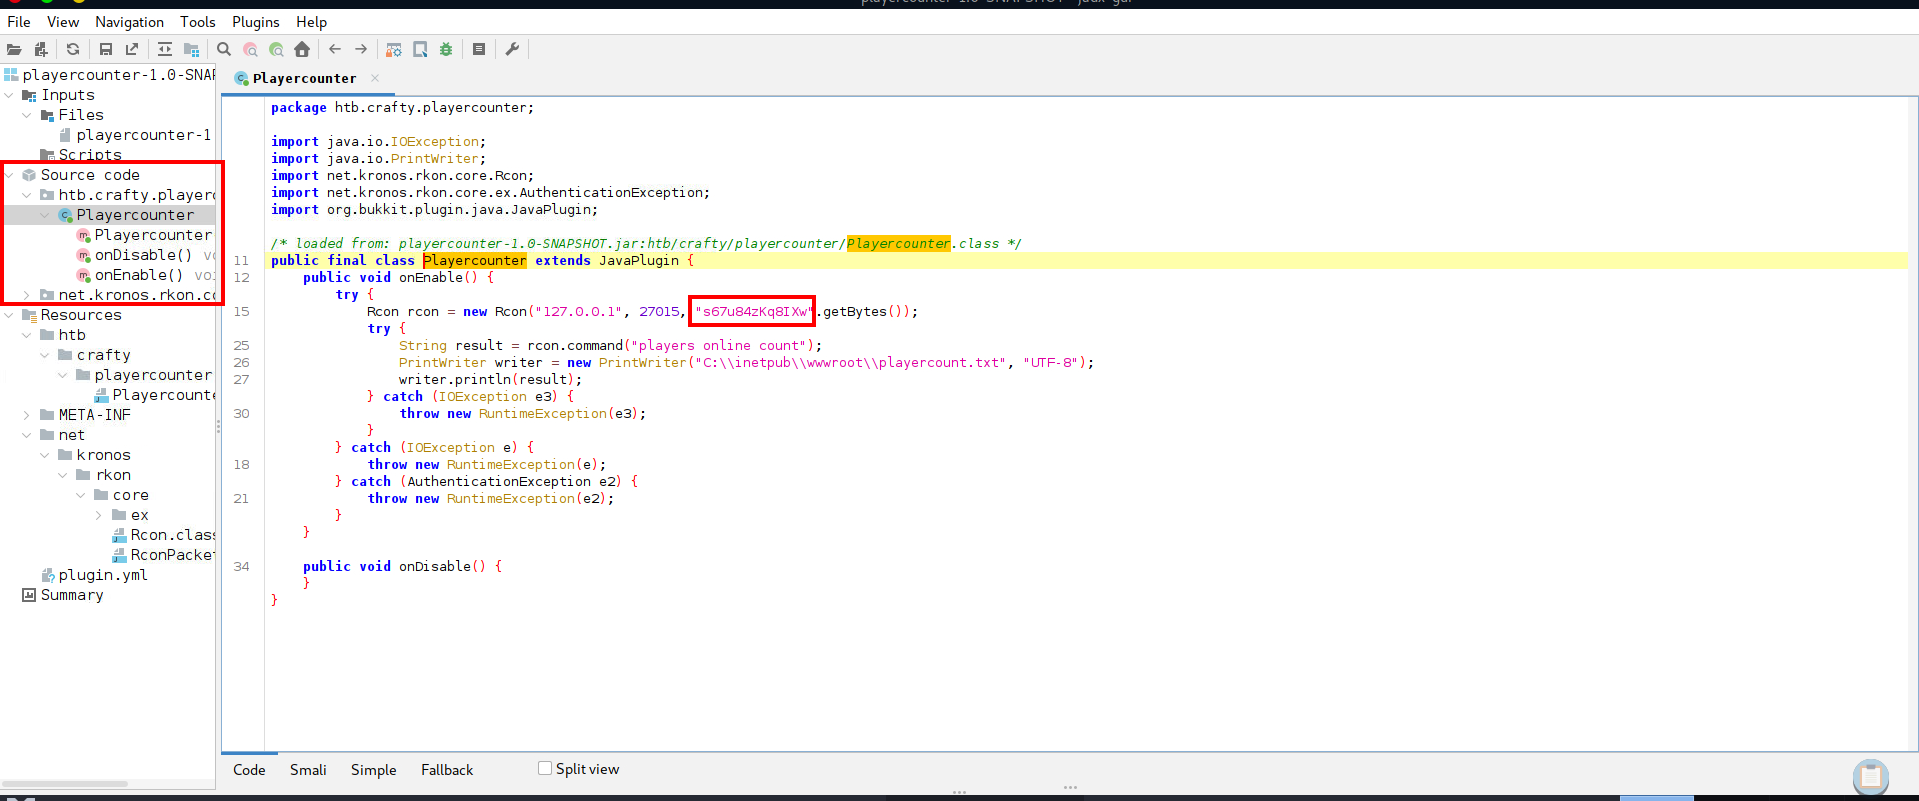 File View Navigation Tools Plugins Help
playercounter-1.0-SNAP
Inputs
Files
playercounter-1
Scripts
Source code
htb.crafty.playerc
Playercounter
Playercounter
onDisable() vo
onEnable() voi
net.kronos.rkon.co
Resources
htb
crafty
playercounter
Playercounte
META-INF
net
kronos
rkon
core
ex
Rcon.class
RconPacket
plugin.yml
Summary
Playercounter
package htb.crafty.playercounter;
import java.io.IOException;
import java.io.PrintWriter;
import net.kronos.rkon.core.Rcon;
import net.kronos.rkon.core.ex.AuthenticationException;
import org.bukkit.plugin.java.JavaPlugin;
/* loaded from: playercounter-1.0-SNAPSHOT.jar:htb/crafty/playercounter/Playercounter.class */
11 public final class Playercounter extends JavaPlugin {
12 public void onEnable() {
try {
15 Rcon rcon = new Rcon("127.0.0.1", 27015, "s67u84zKq8IXw".getBytes());
try {
25 String result = rcon.command("players online count");
26 PrintWriter writer = new PrintWriter("C:\\inetpub\\wwwroot\\playercount.txt", "UTF-8");
27 writer.println(result);
} catch (IOException e3) {
30 throw new RuntimeException(e3);
}
} catch (IOException e) {
18 throw new RuntimeException(e);
} catch (AuthenticationException e2) {
21 throw new RuntimeException(e2);
}
}
34 public void onDisable() {
}
}
Code Smali Simple Fallback Split view